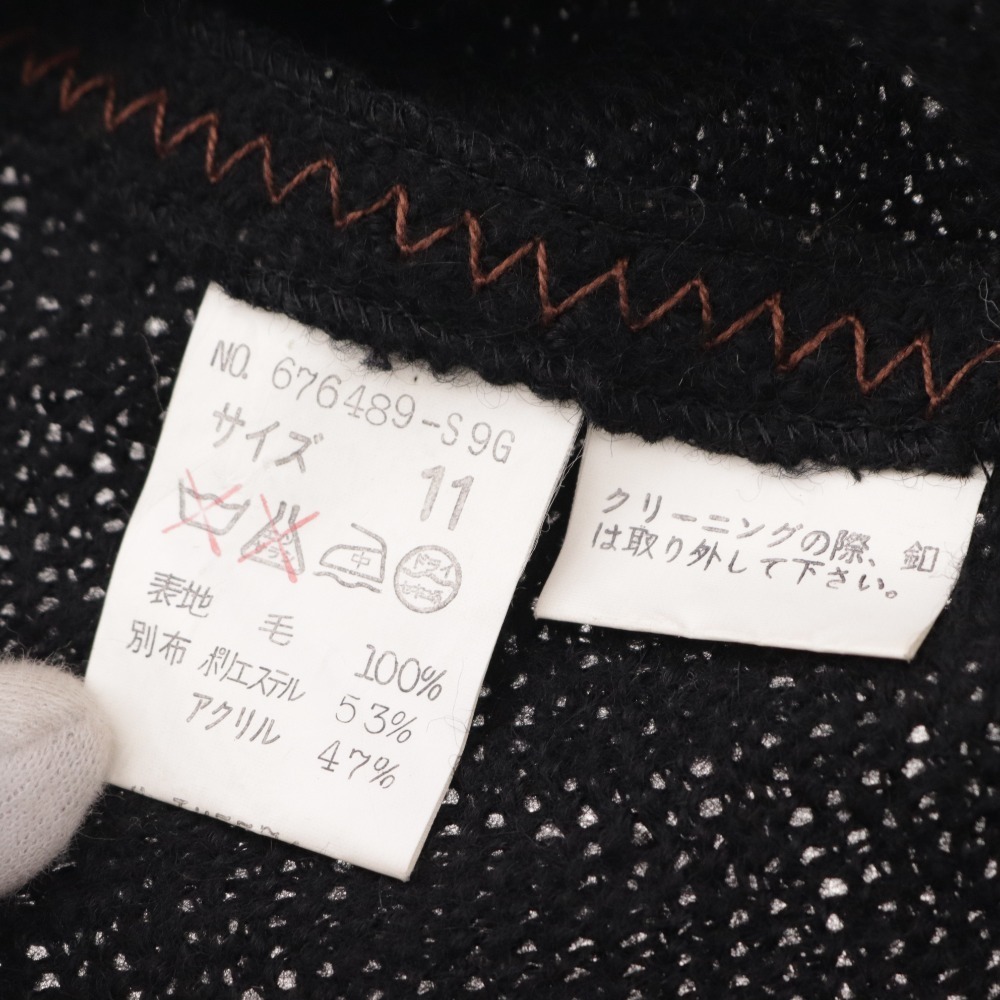 NO. 676489-S9G
サイズ
11
中
ドライ
表地 毛 100%
別布 ポリエステル 53%
アクリル 47%
クリーニングの際、釦
は取り外して下さい。